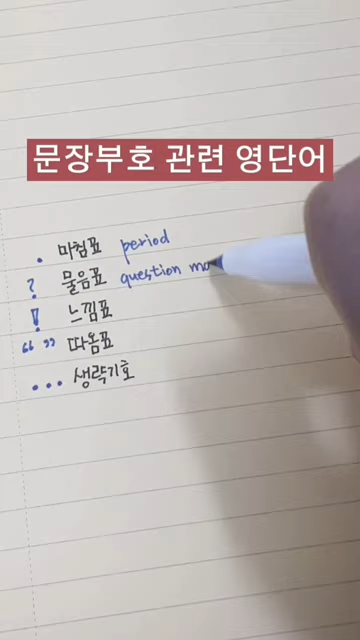 문장부호 관련 영단어
. 마침표 period
? 물음표 question ma
! 느낌표
“ ” 따옴표
... 생략기호